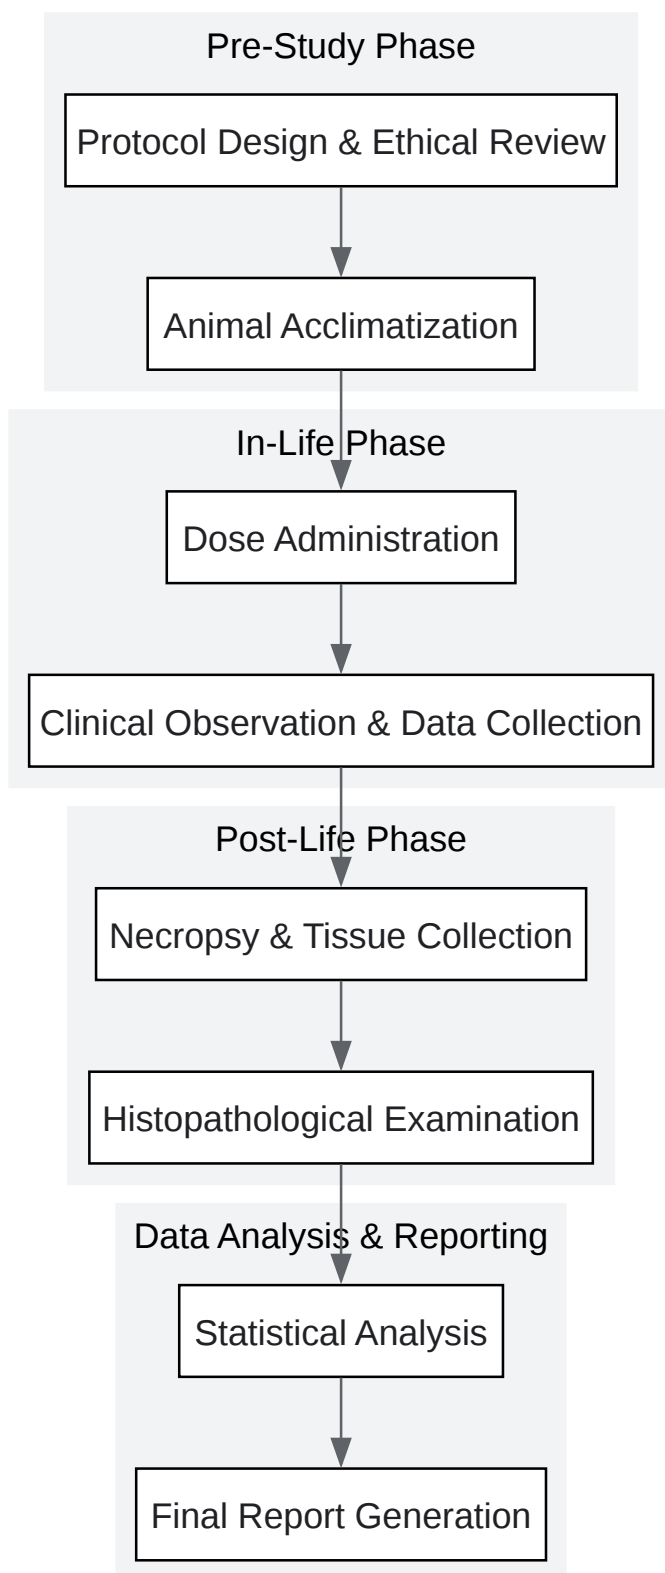 Pre-Study Phase
Protocol Design & Ethical Review
Animal Acclimatization
In-Life Phase
Dose Administration
Clinical Observation & Data Collection
Post-Life Phase
Necropsy & Tissue Collection
Histopathological Examination
Data Analysis & Reporting
Statistical Analysis
Final Report Generation